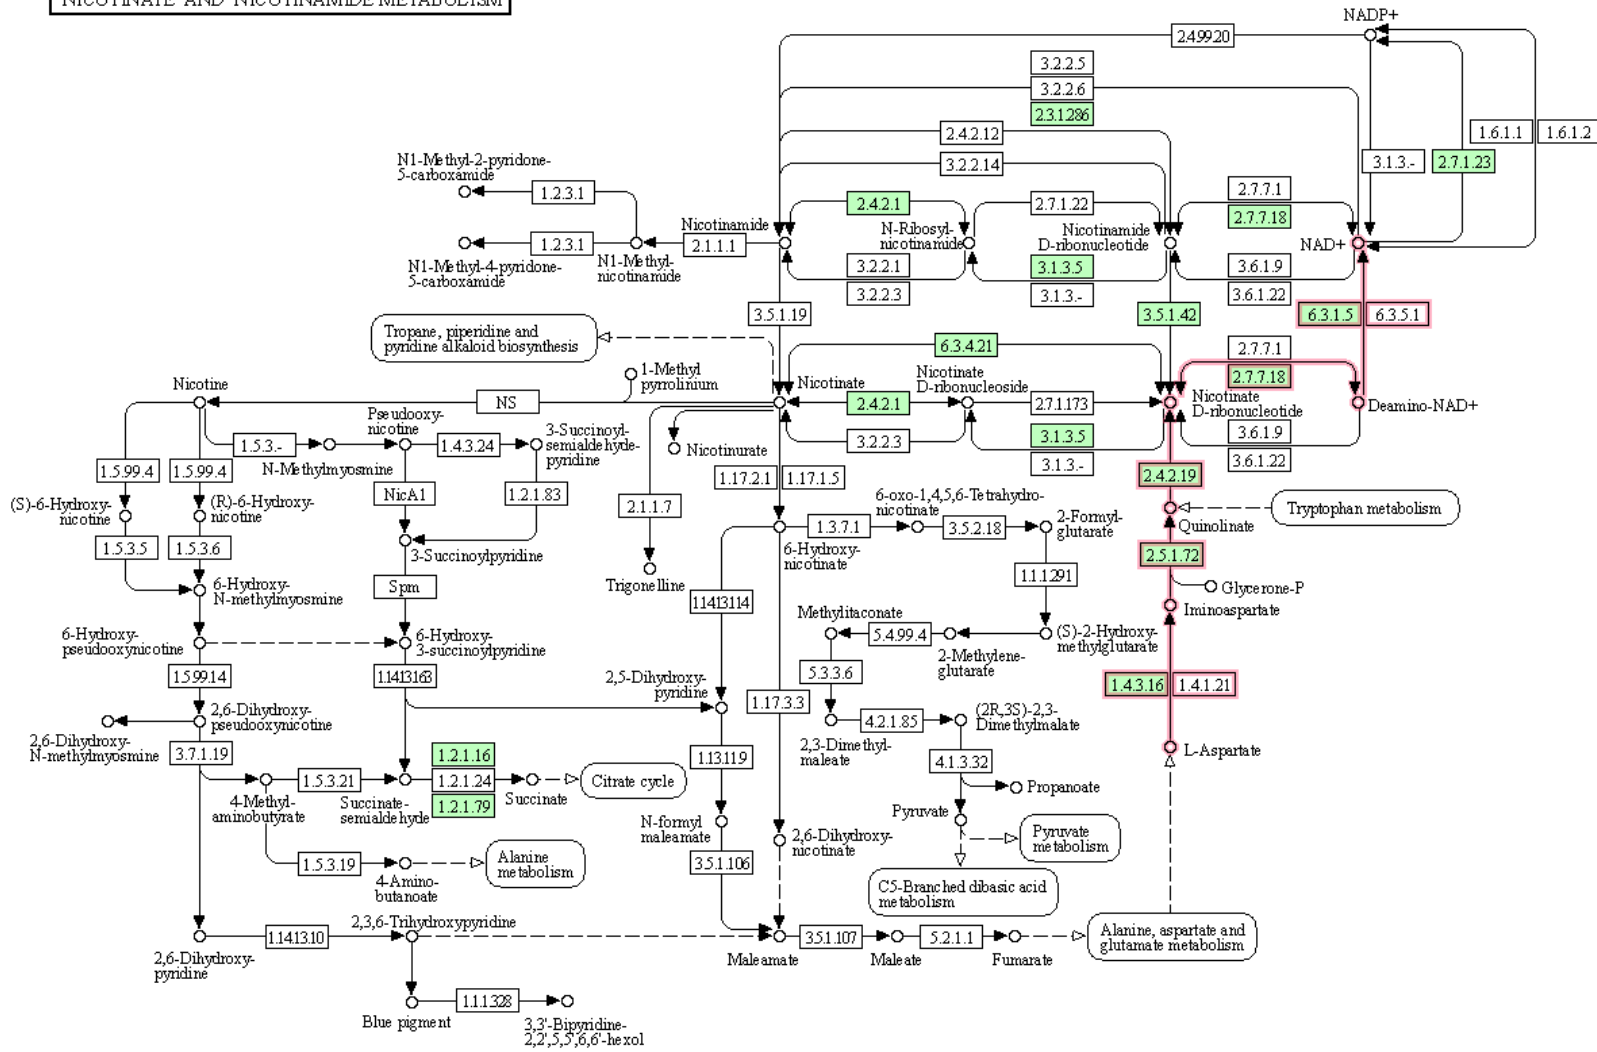 NICOTINATE AND NICOTINAMIDE METABOLISM
NADP+
2.4.99.20
3.2.2.5
3.2.2.6
2.3.1.286
2.4.2.12
1.6.1.1
1.6.1.2
3.2.2.14
3.1.3.-
2.7.1.23
N1-Methyl-2-pyridone-
5-carboxamide
1.2.3.1
2.4.2.1
2.7.1.22
2.7.7.1
2.7.7.18
Nicotinamide
N-Ribosyl-
nicotinamide
Nicotinamide
D-ribonucleotide
NAD+
1.2.3.1
2.1.1.1
N1-Methyl-4-pyridone-
5-carboxamide
N1-Methyl-
nicotinamide
3.2.2.1
3.2.2.3
3.1.3.5
3.1.3.-
3.6.1.9
3.6.1.22
3.5.1.19
3.5.1.42
6.3.1.5
6.3.5.1
Tropane, piperidine and
pyridine alkaloid biosynthesis
6.3.4.21
2.7.7.1
2.7.7.18
1-Methyl
pyrrolinium
Nicotine
NS
Nicotinate
Nicotinate
D-ribonucleoside
2.4.2.1
2.7.1.173
Nicotinate
D-ribonucleotide
Deamino-NAD+
Pseudooxy-
nicotine
1.5.3.-
N-Methylmyosmine
1.4.3.24
3-Succinoyl-
semialdehyde-
pyridine
Nicotinurate
3.2.2.3
3.1.3.5
3.1.3.-
3.6.1.9
3.6.1.22
1.5.99.4
1.5.99.4
NicA1
1.2.1.83
2.1.1.7
1.17.2.1
1.17.1.5
2.4.2.19
(S)-6-Hydroxy-
nicotine
(R)-6-Hydroxy-
nicotine
6-oxo-1,4,5,6-Tetrahydro-
nicotinate
Tryptophan metabolism
Quinolinate
1.5.3.5
1.5.3.6
3-Succinoylpyridine
6-Hydroxy-
nicotinate
1.3.7.1
3.5.2.18
2-Formyl-
glutarate
2.5.1.72
Trigonelline
1.1.1.291
Glycerone-P
Iminoaspartate
6-Hydroxy-
N-methylmyosmine
Spm
1.14.13.114
Methylitaconate
5.4.99.4
2-Methylene-
glutarate
(S)-2-Hydroxy-
methylglutarate
6-Hydroxy-
pseudooxynicotine
6-Hydroxy-
3-succinoylpyridine
1.5.99.14
1.14.13.163
2,5-Dihydroxy-
pyridine
1.17.3.3
5.3.3.6
1.4.3.16
1.4.1.21
2,6-Dihydroxy-
pseudooxynicotine
2,6-Dihydroxy-
N-methylmyosmine
3.7.1.19
2,3-Dimethyl-
maleate
4.2.1.85
(2R,3S)-2,3-
Dimethylmalate
L-Aspartate
1.13.11.9
4.1.3.32
1.5.3.21
4-Methyl-
aminobutyrate
Succinate-
semialdehyde
1.2.1.16
1.2.1.24
1.2.1.79
Succinate
Citrate cycle
Propanoate
N-formyl
maleamate
Pyruvate
2,6-Dihydroxy-
nicotinate
Pyruvate
metabolism
1.5.3.19
4-Amino-
butanoate
Alanine
metabolism
3.5.1.106
C5-Branched dibasic acid
metabolism
2,6-Dihydroxy-
pyridine
1.14.13.10
2,3,6-Trihydroxypyridine
Maleamate
3.5.1.107
Maleate
5.2.1.1
Fumarate
Alanine, aspartate and
glutamate metabolism
Blue pigment
1.1.1.328
3,3'-Bipyridine-
2,2',5,5',6,6'-hexol